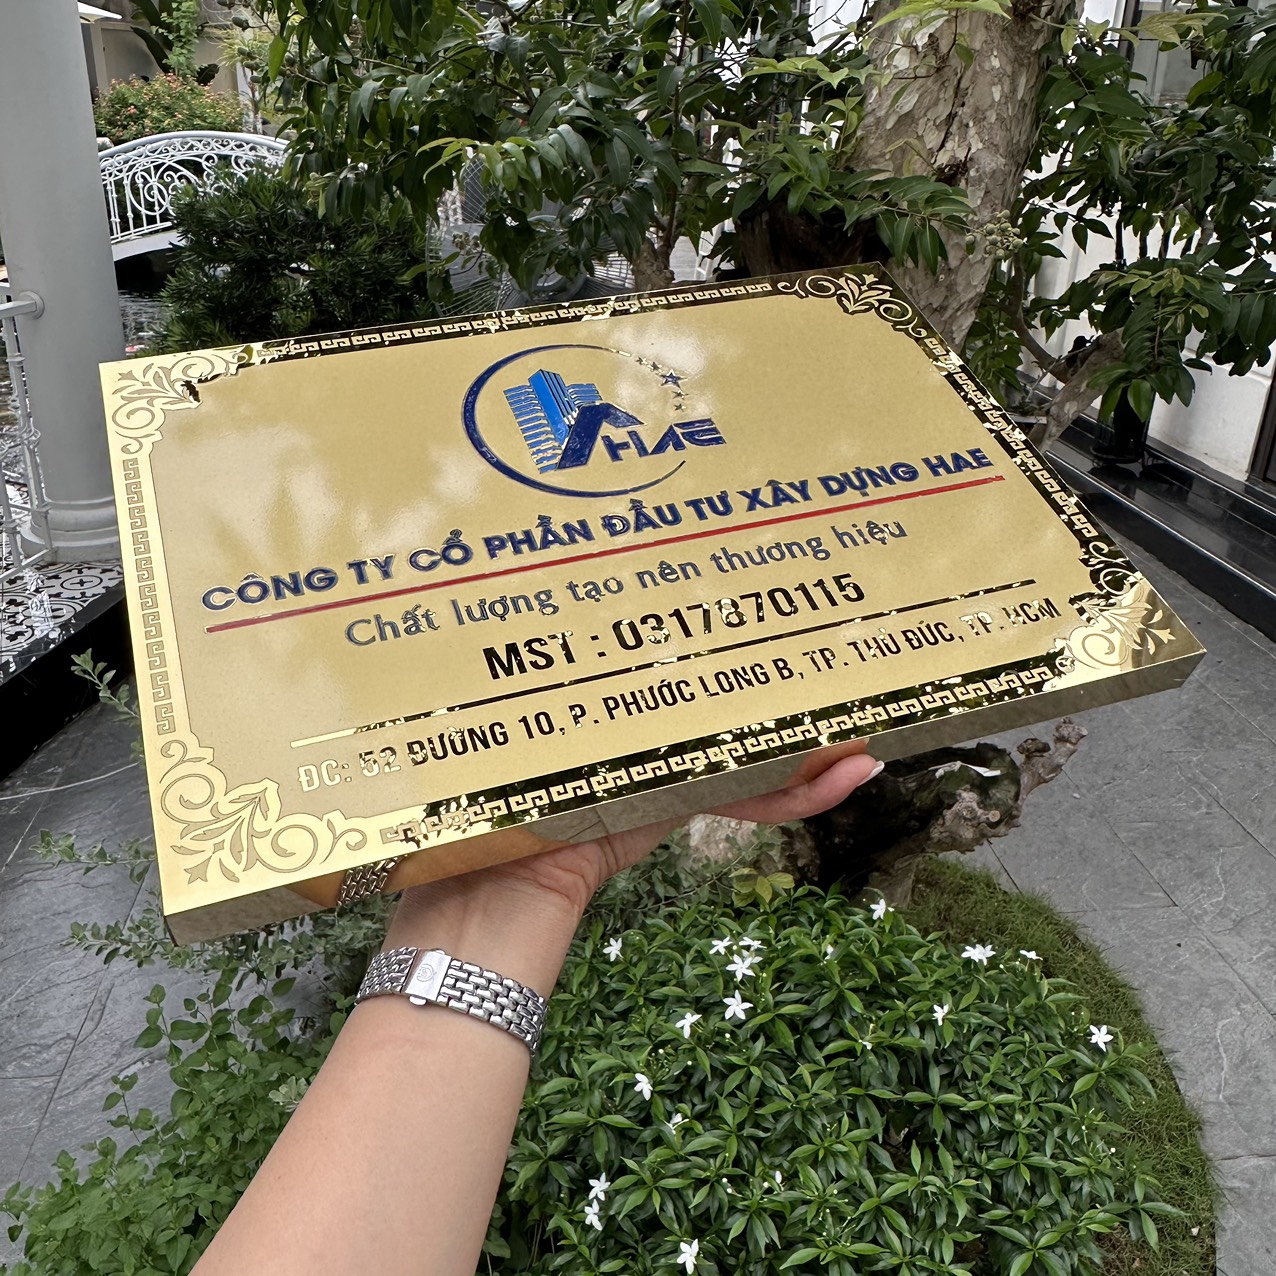 HAE
CÔNG TY CỔ PHẦN ĐẦU TƯ XÂY DỰNG HAE
Chất lượng tạo nên thương hiệu
MST : 0317870115
ĐC: 52 ĐƯỜNG 10, P. PHƯỚC LONG B, TP. THỦ ĐỨC, TP. HCM